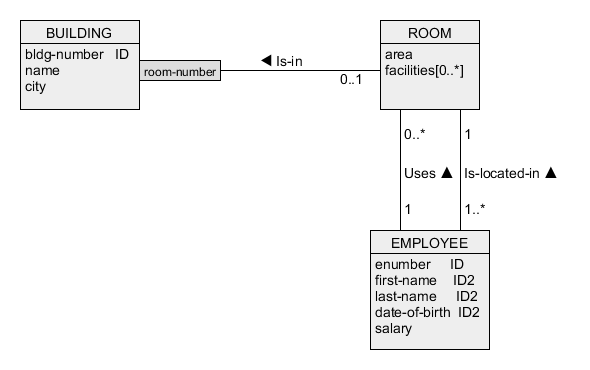 BUILDING
bldg-number ID
name
city
room-number
◄ Is-in
0..1
ROOM
area
facilities[0..*]
0..*
1
Uses ▲
Is-located-in ▲
1
1..*
EMPLOYEE
enumber ID
first-name ID2
last-name ID2
date-of-birth ID2
salary